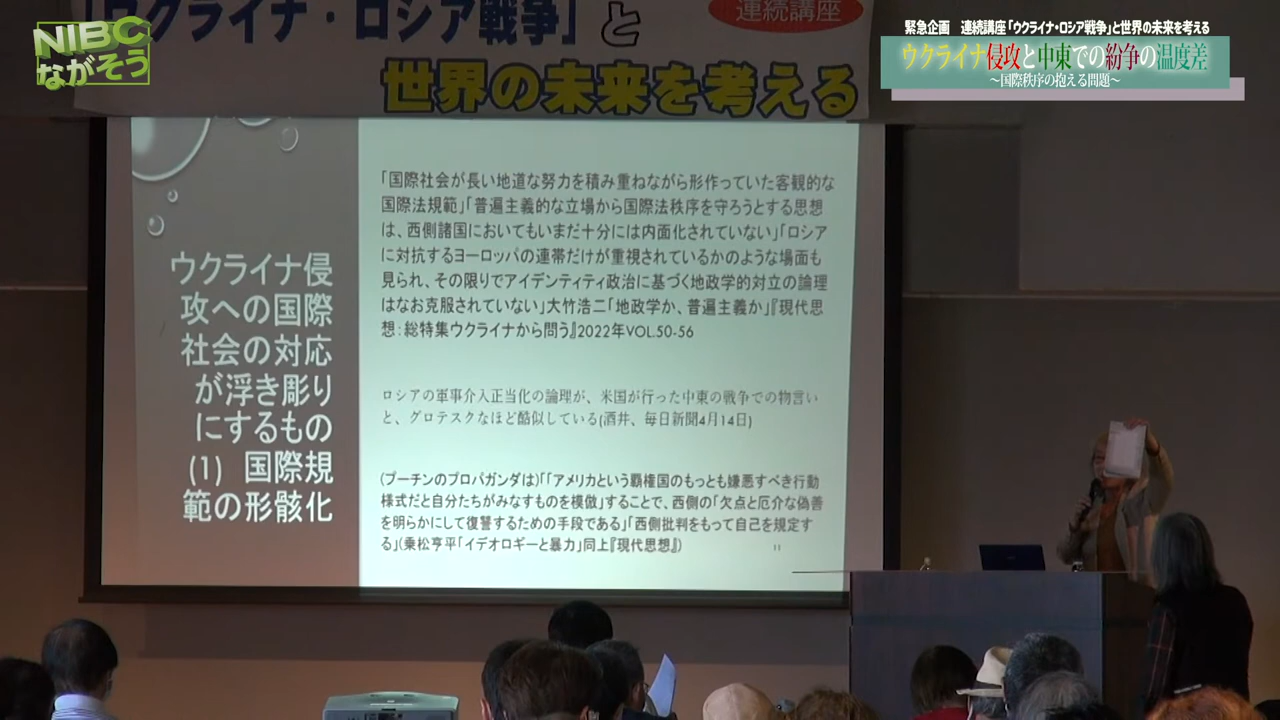 「ウクライナ・ロシア戦争」と
連続講座
世界の未来を考える
NIBC
ながそう
緊急企画　連続講座「ウクライナ・ロシア戦争」と世界の未来を考える
ウクライナ侵攻と中東での紛争の温度差
～国際秩序の抱える問題～
ウクライナ侵
攻への国際
社会の対応
が浮き彫り
にするもの
(1)　国際規
範の形骸化
「国際社会が長い地道な努力を積み重ねながら形作っていた客観的な
国際法規範」「普遍主義的な立場から国際法秩序を守ろうとする思想
は、西側諸国においてもいまだ十分には内面化されていない」「ロシア
に対抗するヨーロッパの連帯だけが重視されているかのような場面も
見られ、その限りでアイデンティティ政治に基づく地政学的対立の論理
はなお克服されていない」大竹浩二「地政学か、普遍主義か」『現代思
想：総特集ウクライナから問う』2022年VOL.50-56
ロシアの軍事介入正当化の論理が、米国が行った中東の戦争での物言い
と、グロテスクなほど酷似している(酒井、毎日新聞4月14日)
(プーチンのプロパガンダは)「「アメリカという覇権国のもっとも嫌悪すべき行動
様式だと自分たちがみなすものを模倣」することで、西側の「欠点と厄介な偽善
を明らかにして復讐するための手段である」「西側批判をもって自己を規定す
る」(乗松亨平「イデオロギーと暴力」同上『現代思想』)
11